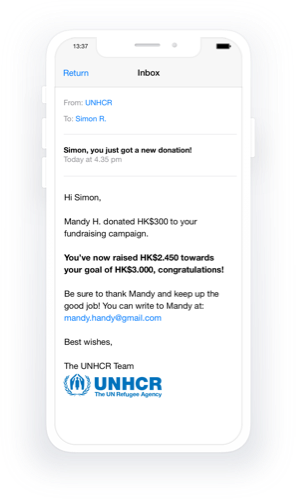 13:37
Return Inbox
From: UNHCR
To: Simon R.
Simon, you just got a new donation!
Today at 4.35 pm
Hi Simon,
Mandy H. donated HK$300 to your
fundraising campaign.
You've now raised HK$2.450 towards
your goal of HK$3.000, congratulations!
Be sure to thank Mandy and keep up the
good job! You can write to Mandy at:
mandy.handy@gmail.com
Best wishes,
The UNHCR Team
UNHCR
The UN Refugee Agency